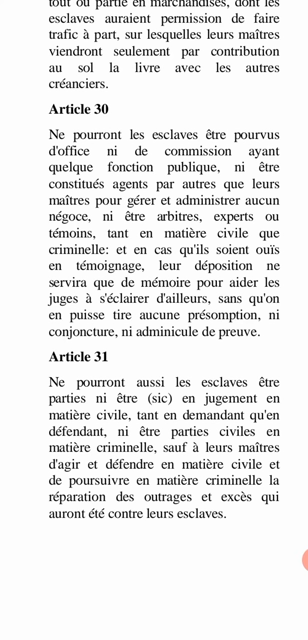 tout ou partie en marchandises, dont les
esclaves auraient permission de faire
trafic à part, sur lesquelles leurs maîtres
viendront seulement par contribution
au sol la livre avec les autres
créanciers.
Article 30
Ne pourront les esclaves être pourvus
d'office ni de commission ayant
quelque fonction publique, ni être
constitués agents par autres que leurs
maîtres pour gérer et administrer aucun
négoce, ni être arbitres, experts ou
témoins, tant en matière civile que
criminelle: et en cas qu'ils soient ouïs
en témoignage, leur déposition ne
servira que de mémoire pour aider les
juges à s'éclairer d'ailleurs, sans qu'on
en puisse tire aucune présomption, ni
conjoncture, ni adminicule de preuve.
Article 31
Ne pourront aussi les esclaves être
parties ni être (sic) en jugement en
matière civile, tant en demandant qu'en
défendant, ni être parties civiles en
matière criminelle, sauf à leurs maîtres
d'agir et défendre en matière civile et
de poursuivre en matière criminelle la
réparation des outrages et excès qui
auront été contre leurs esclaves.